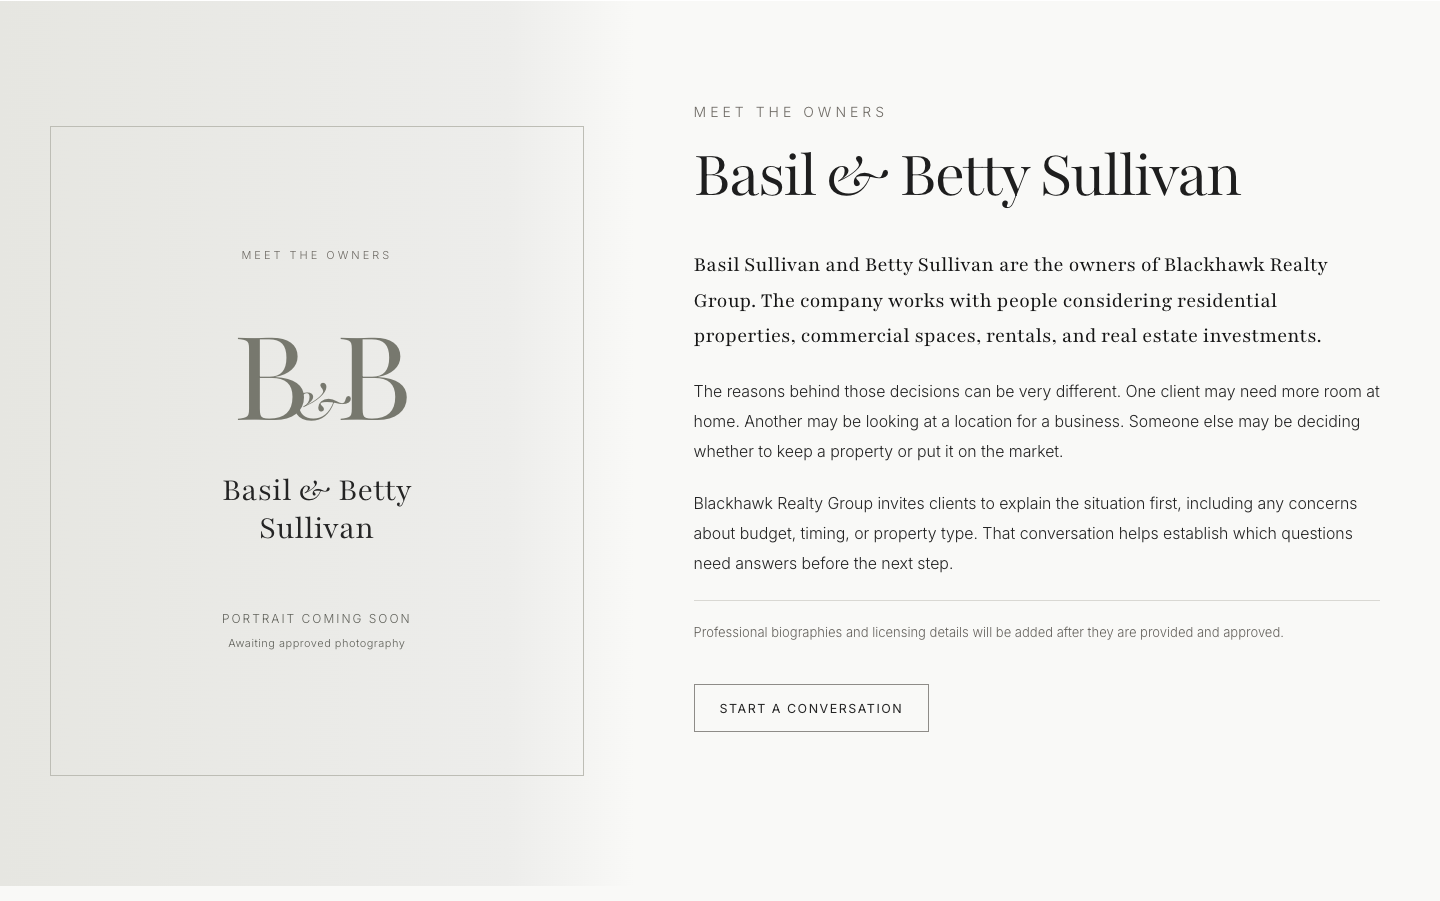 MEET THE OWNERS
B&B
Basil & Betty
Sullivan
PORTRAIT COMING SOON
Awaiting approved photography
MEET THE OWNERS
Basil & Betty Sullivan
Basil Sullivan and Betty Sullivan are the owners of Blackhawk Realty
Group. The company works with people considering residential
properties, commercial spaces, rentals, and real estate investments.
The reasons behind those decisions can be very different. One client may need more room at
home. Another may be looking at a location for a business. Someone else may be deciding
whether to keep a property or put it on the market.
Blackhawk Realty Group invites clients to explain the situation first, including any concerns
about budget, timing, or property type. That conversation helps establish which questions
need answers before the next step.
Professional biographies and licensing details will be added after they are provided and approved.
START A CONVERSATION